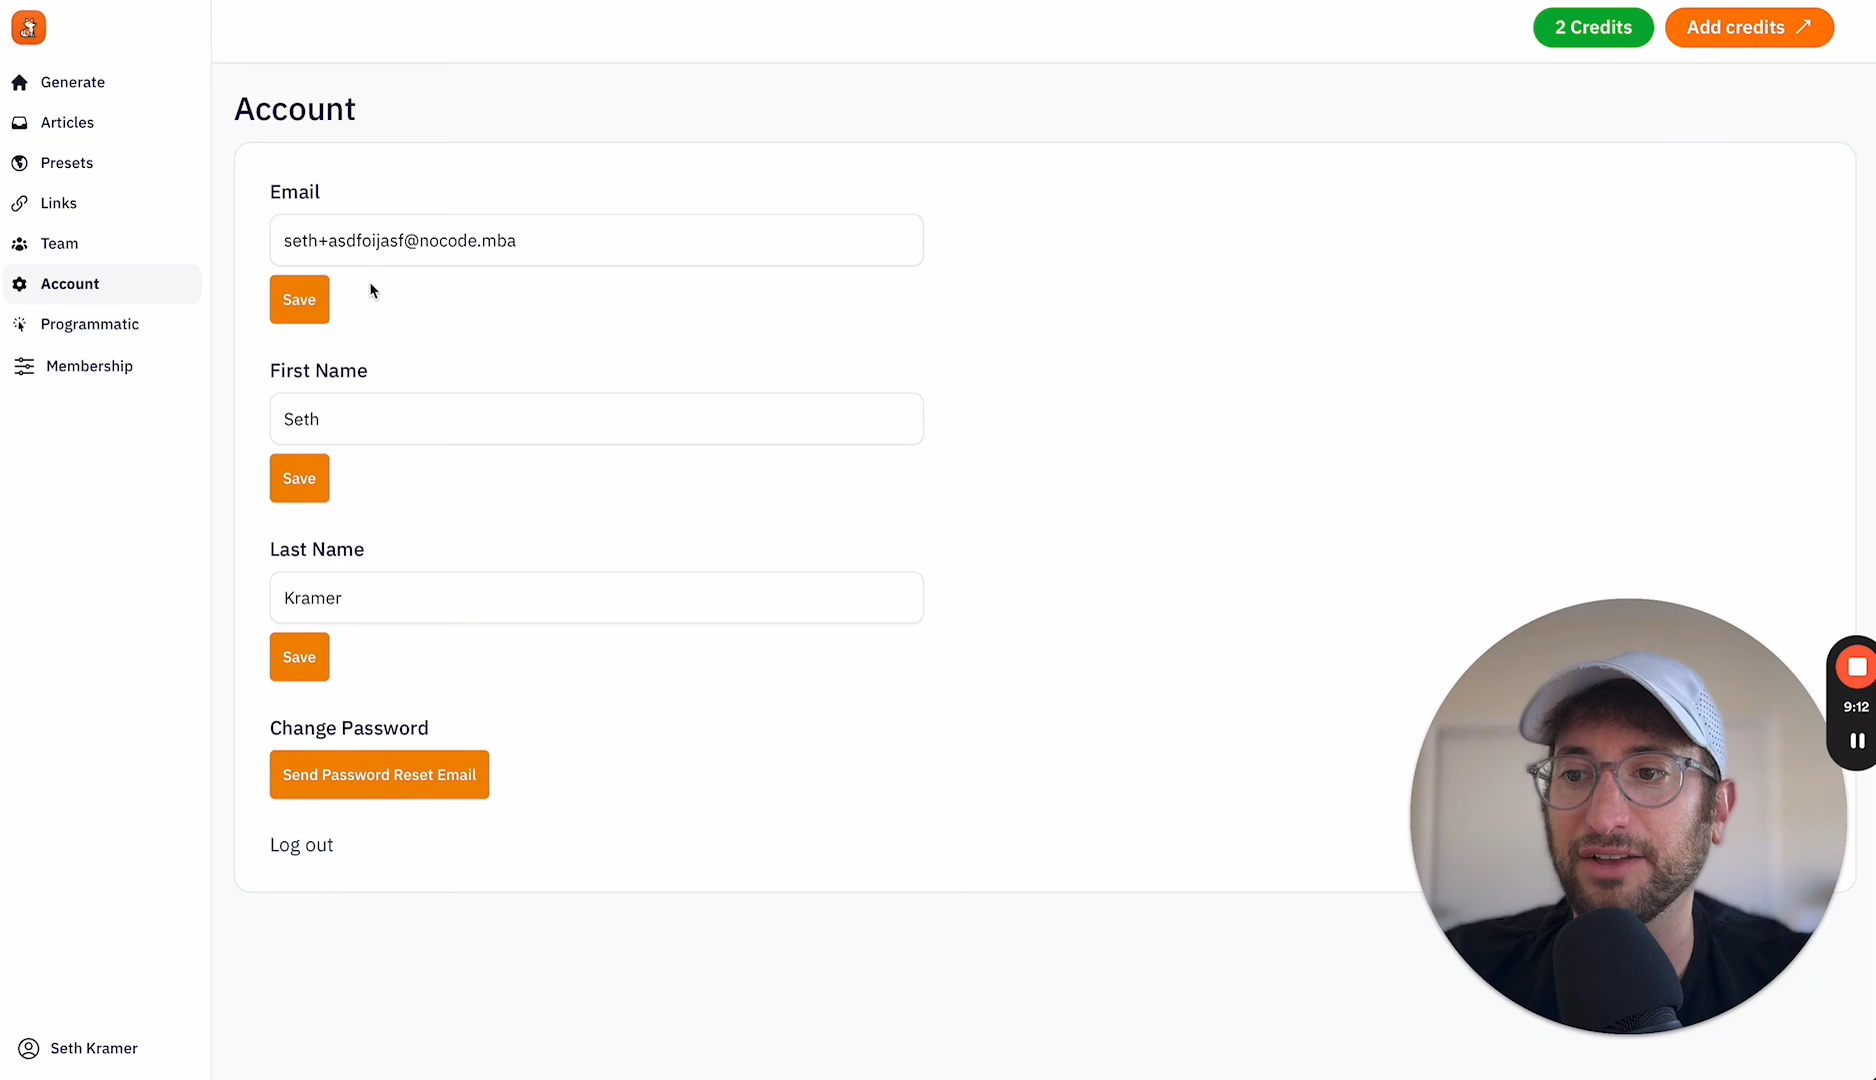 2 Credits
Add credits
Generate
Articles
Presets
Links
Team
Account
Programmatic
Membership
Account
Email
seth+asdfoijasf@nocode.mba
Save
First Name
Seth
Save
Last Name
Kramer
Save
Change Password
Send Password Reset Email
Log out
9:12
Seth Kramer